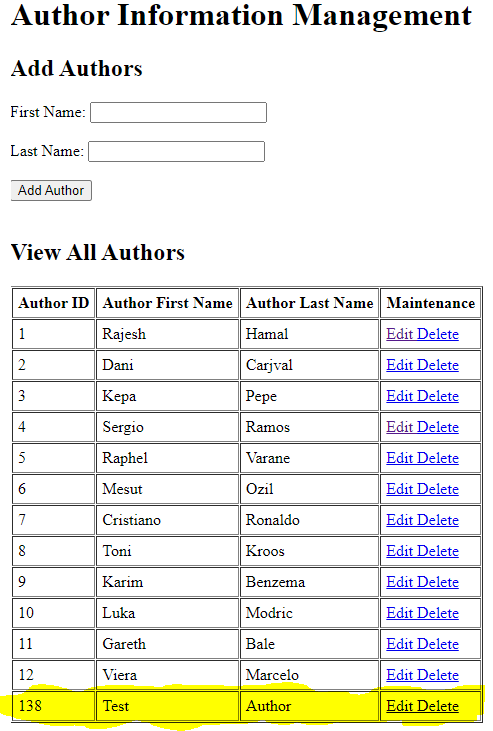 Author Information Management
Add Authors
First Name:
Last Name:
Add Author
View All Authors
Author ID Author First Name Author Last Name Maintenance
1 Rajesh Hamal Edit Delete
2 Dani Carjval Edit Delete
3 Kepa Pepe Edit Delete
4 Sergio Ramos Edit Delete
5 Raphel Varane Edit Delete
6 Mesut Ozil Edit Delete
7 Cristiano Ronaldo Edit Delete
8 Toni Kroos Edit Delete
9 Karim Benzema Edit Delete
10 Luka Modric Edit Delete
11 Gareth Bale Edit Delete
12 Viera Marcelo Edit Delete
138 Test Author Edit Delete